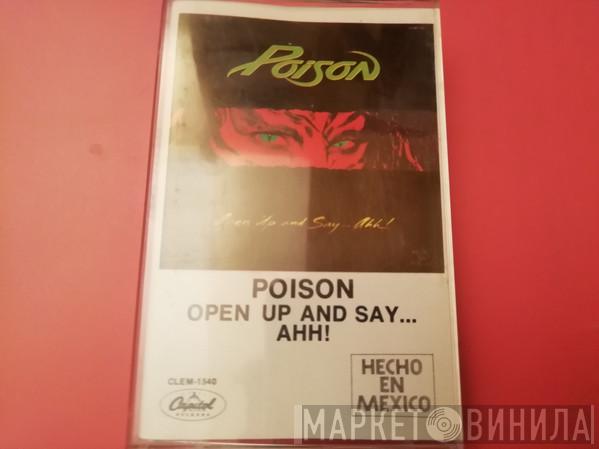 Poison
Open Up and Say...Ahh!
POISON
OPEN UP AND SAY...
AHH!
CLEM-1540
Capitol
RECORDS
HECHO
EN
MEXICO
МАРКЕТ ВИНИЛА